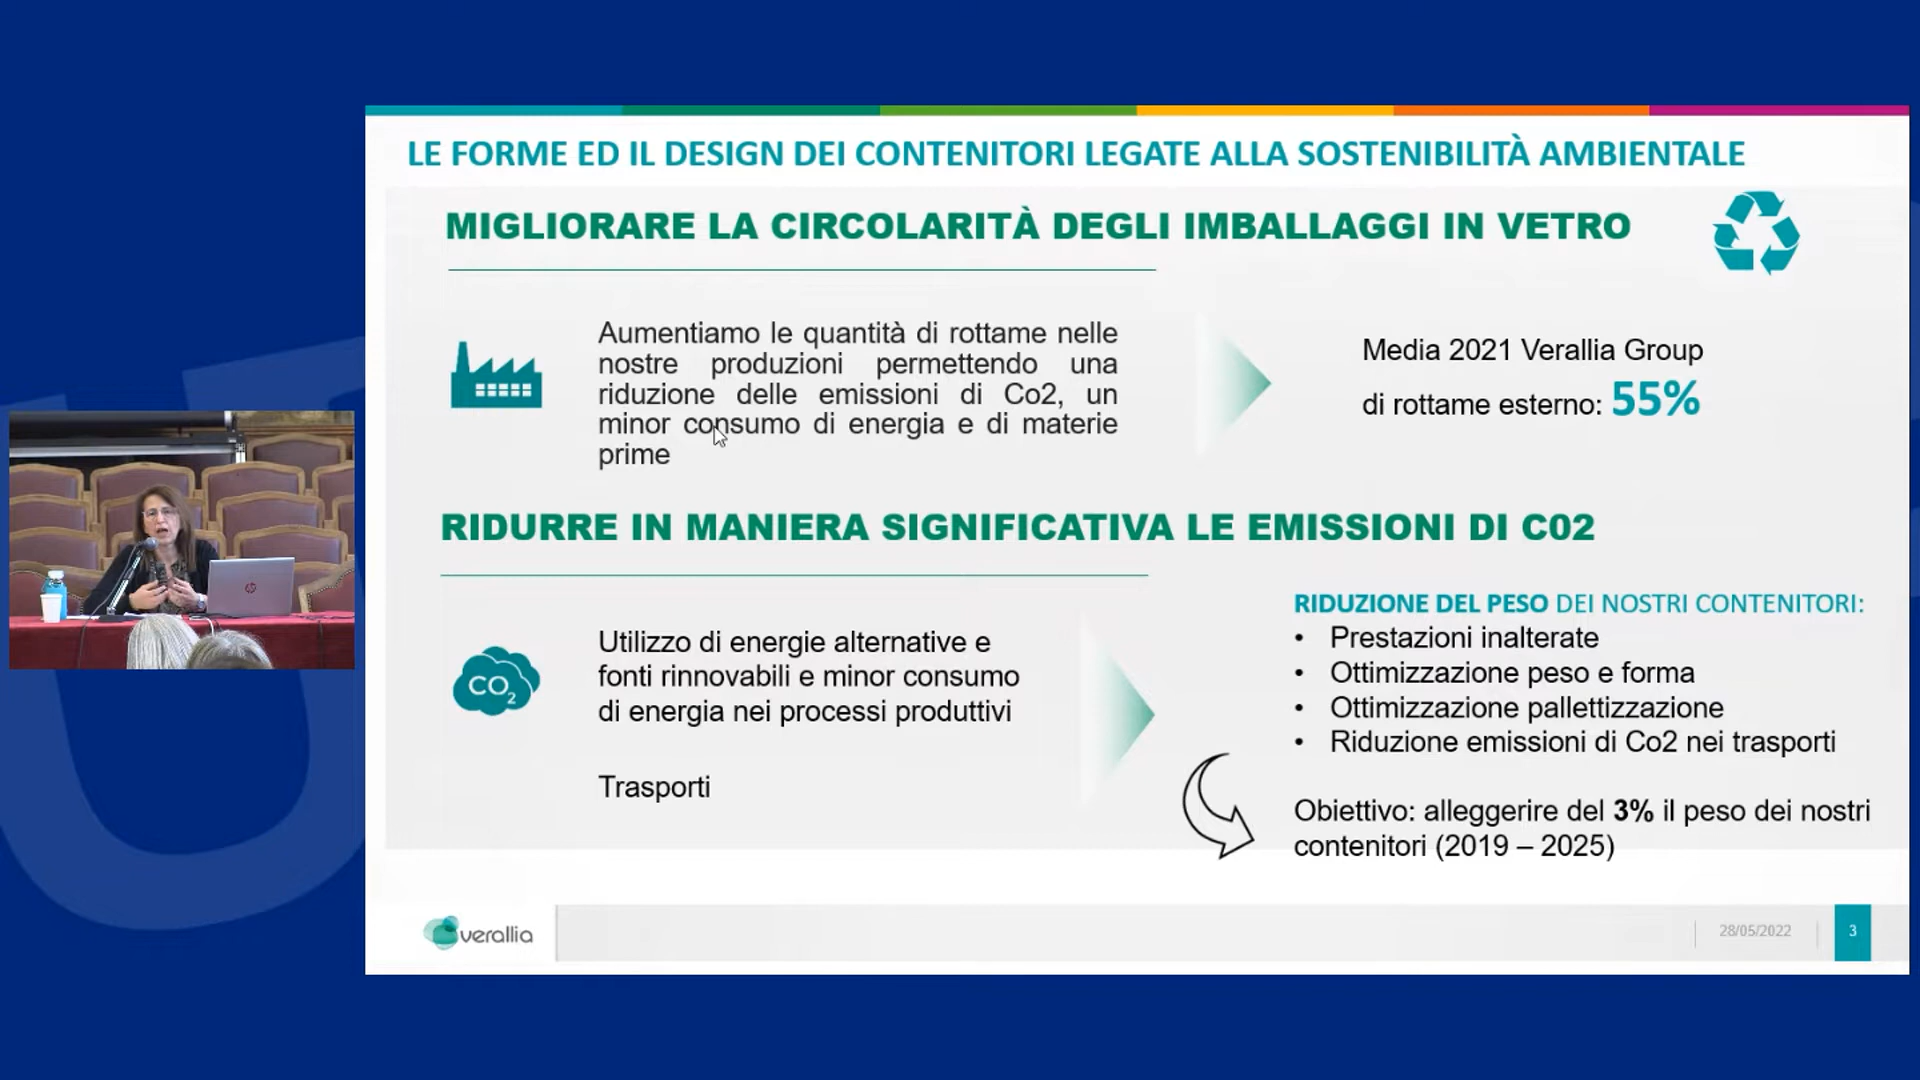 LE FORME ED IL DESIGN DEI CONTENITORI LEGATE ALLA SOSTENIBILITÀ AMBIENTALE
MIGLIORARE LA CIRCOLARITÀ DEGLI IMBALLAGGI IN VETRO
Aumentiamo le quantità di rottame nelle
nostre produzioni permettendo una
riduzione delle emissioni di Co2, un
minor consumo di energia e di materie
prime
Media 2021 Verallia Group
di rottame esterno: 55%
RIDURRE IN MANIERA SIGNIFICATIVA LE EMISSIONI DI C02
CO2
Utilizzo di energie alternative e
fonti rinnovabili e minor consumo
di energia nei processi produttivi
Trasporti
RIDUZIONE DEL PESO DEI NOSTRI CONTENITORI:
• Prestazioni inalterate
• Ottimizzazione peso e forma
• Ottimizzazione pallettizzazione
• Riduzione emissioni di Co2 nei trasporti
Obiettivo: alleggerire del 3% il peso dei nostri
contenitori (2019 – 2025)
verallia
28/05/2022
3
hp